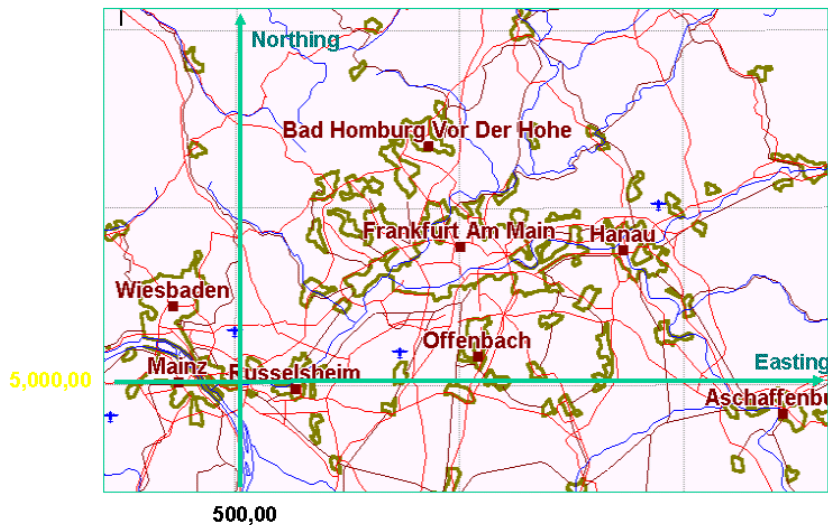 Northing
Bad Homburg Vor Der Hohe
Frankfurt Am Main
Hanau
Wiesbaden
Offenbach
Easting
Mainz
Russelsheim
5,000,00
Aschaffenbu
500,00